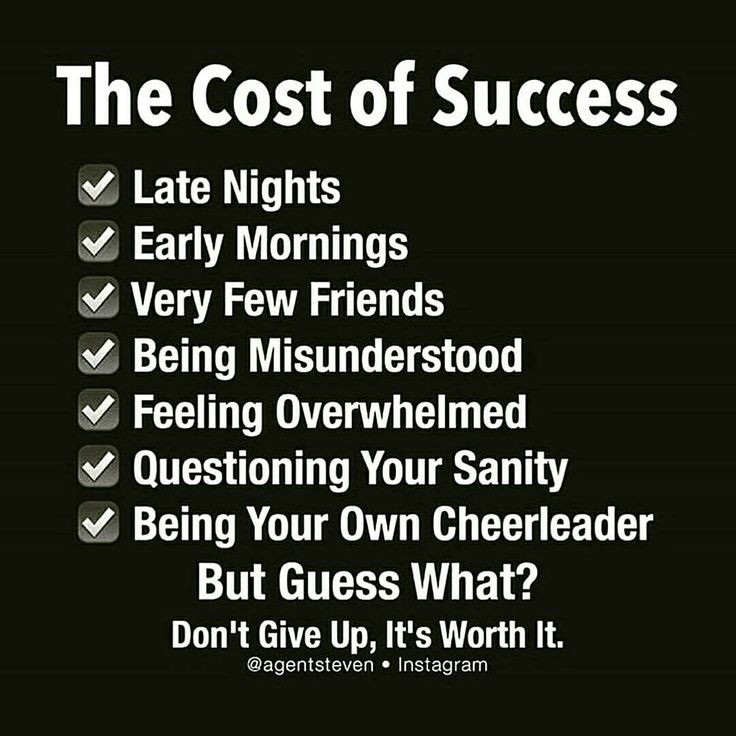 The Cost of Success
Late Nights
Early Mornings
Very Few Friends
Being Misunderstood
Feeling Overwhelmed
Questioning Your Sanity
Being Your Own Cheerleader
But Guess What?
Don't Give Up, It's Worth It.
@agentsteven • Instagram